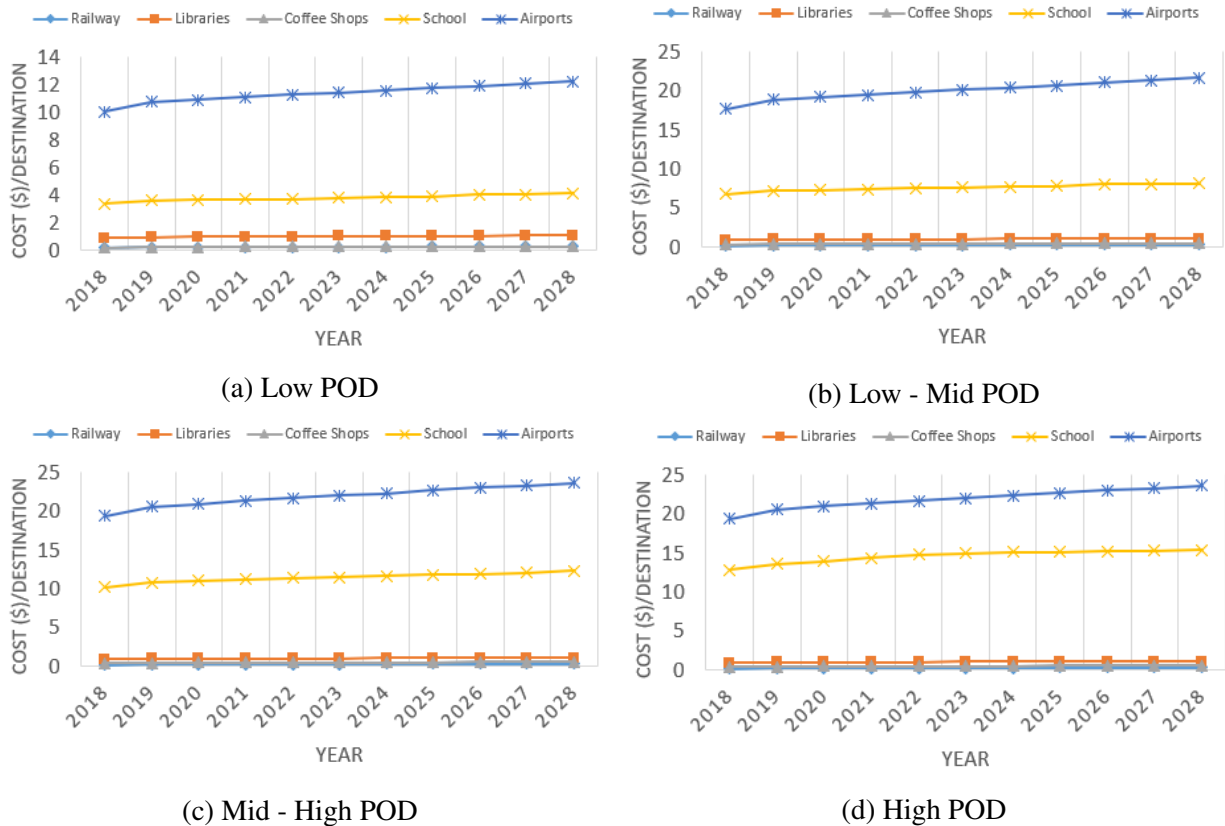 Railway Libraries Coffee Shops School Airports
COST ($)/DESTINATION
14
12
10
8
6
4
2
0
2018 2019 2020 2021 2022 2023 2024 2025 2026 2027 2028
YEAR
(a) Low POD
Railway Libraries Coffee Shops School Airports
COST ($)/DESTINATION
25
20
15
10
5
0
2018 2019 2020 2021 2022 2023 2024 2025 2026 2027 2028
YEAR
(b) Low - Mid POD
Railway Libraries Coffee Shops School Airports
COST ($)/DESTINATION
25
20
15
10
5
0
2018 2019 2020 2021 2022 2023 2024 2025 2026 2027 2028
YEAR
(c) Mid - High POD
Railway Libraries Coffee Shops School Airports
COST ($)/DESTINATION
25
20
15
10
5
0
2018 2019 2020 2021 2022 2023 2024 2025 2026 2027 2028
YEAR
(d) High POD